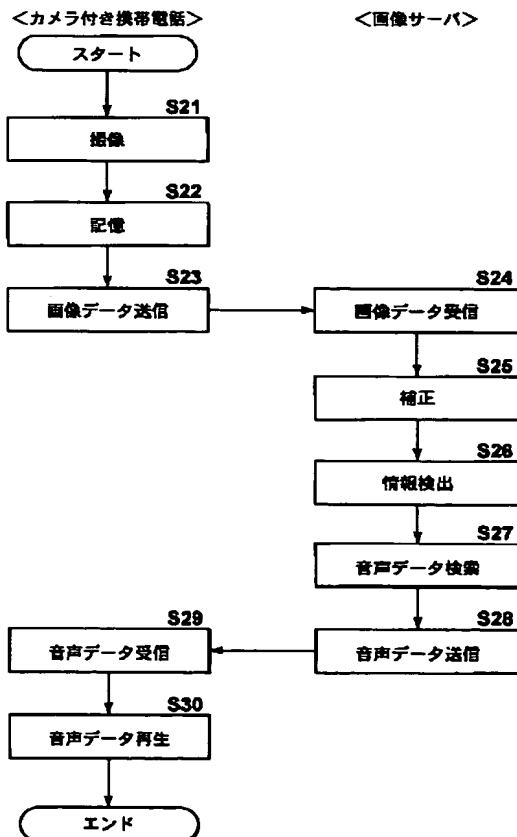 ＜カメラ付き携帯電話＞
＜画像サーバ＞
スタート
S21
撮像
S22
記憶
S23
画像データ送信
S24
画像データ受信
S25
補正
S26
情報検出
S27
音声データ検索
S28
音声データ送信
S29
音声データ受信
S30
音声データ再生
エンド